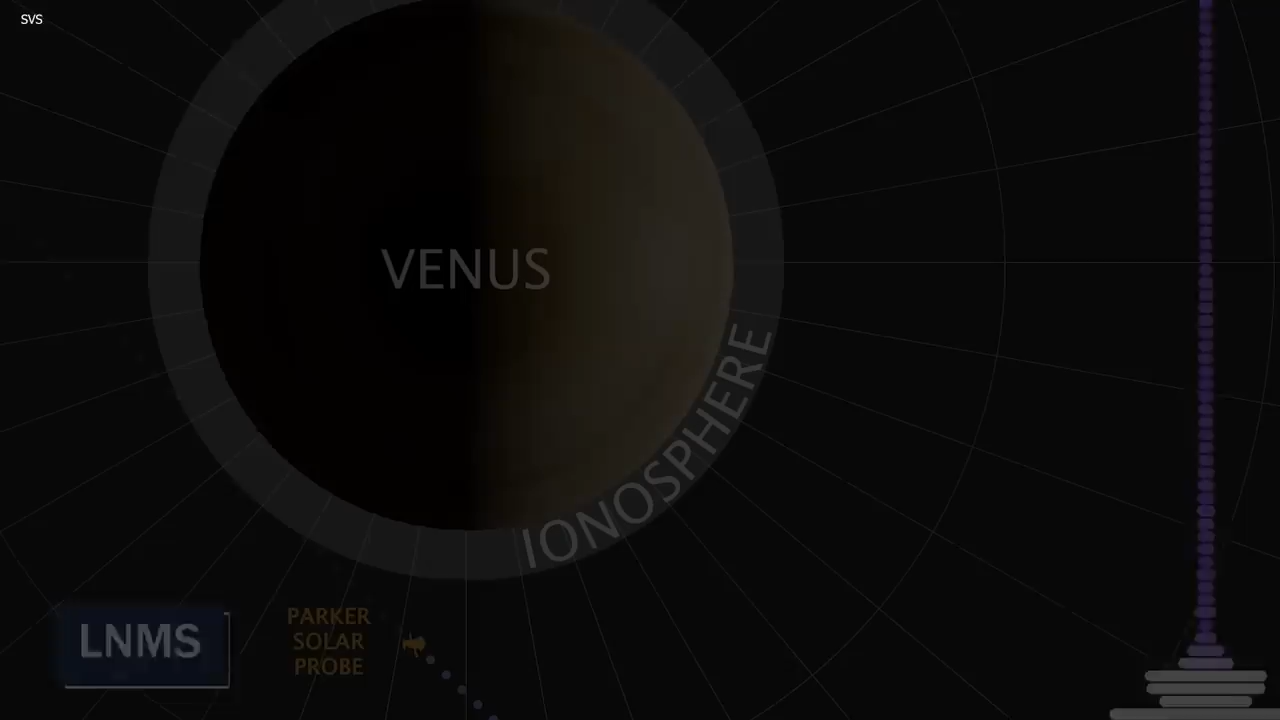 SVS
VENUS
IONOSPHERE
LNMS
PARKER
SOLAR
PROBE